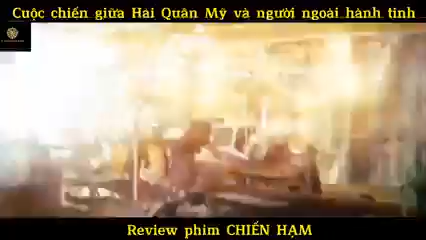 Cuộc chiến giữa Hải Quân Mỹ và người ngoài hành tinh
Review phim CHIẾN HẠM